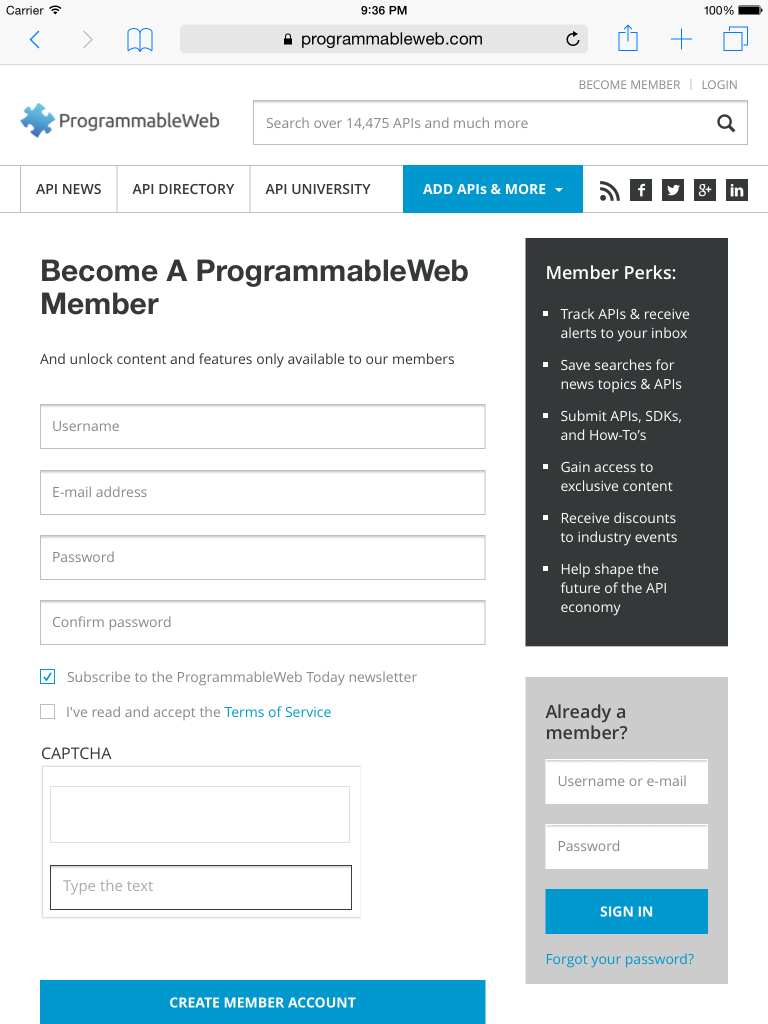 Carrier 9:36 PM 100%
programmableweb.com
BECOME MEMBER | LOGIN
ProgrammableWeb
Search over 14,475 APIs and much more
API NEWS
API DIRECTORY
API UNIVERSITY
ADD APIs & MORE
f
g+
in
Become A ProgrammableWeb
Member
And unlock content and features only available to our members
Username
E-mail address
Password
Confirm password
Subscribe to the ProgrammableWeb Today newsletter
I've read and accept the Terms of Service
CAPTCHA
Type the text
CREATE MEMBER ACCOUNT
Member Perks:
Track APIs & receive
alerts to your inbox
Save searches for
news topics & APIs
Submit APIs, SDKs,
and How-To's
Gain access to
exclusive content
Receive discounts
to industry events
Help shape the
future of the API
economy
Already a
member?
Username or e-mail
Password
SIGN IN
Forgot your password?